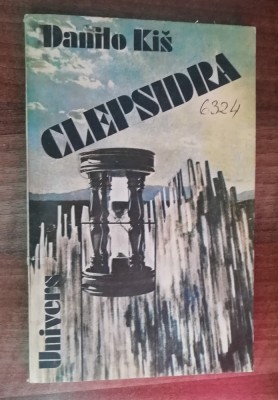 Danilo Kiš
CLEPSIDRA
6324
Univers